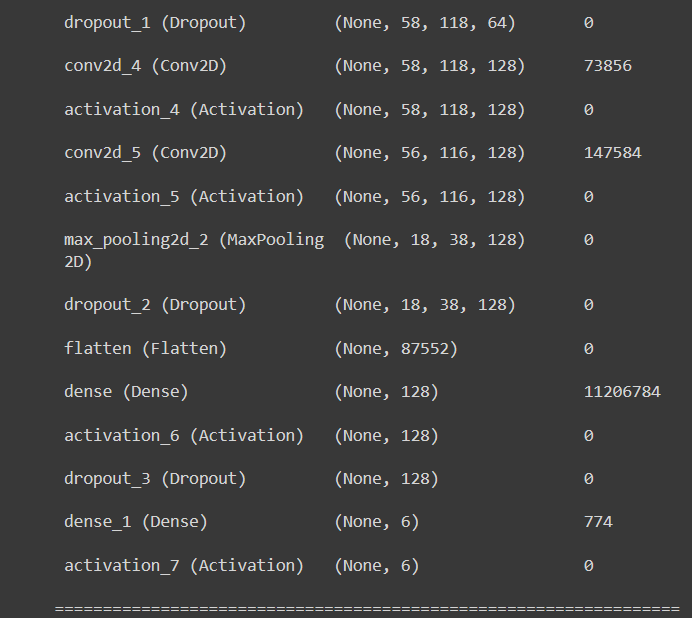 dropout_1 (Dropout) (None, 58, 118, 64) 0
conv2d_4 (Conv2D) (None, 58, 118, 128) 73856
activation_4 (Activation) (None, 58, 118, 128) 0
conv2d_5 (Conv2D) (None, 56, 116, 128) 147584
activation_5 (Activation) (None, 56, 116, 128) 0
max_pooling2d_2 (MaxPooling (None, 18, 38, 128) 0
2D)
dropout_2 (Dropout) (None, 18, 38, 128) 0
flatten (Flatten) (None, 87552) 0
dense (Dense) (None, 128) 11206784
activation_6 (Activation) (None, 128) 0
dropout_3 (Dropout) (None, 128) 0
dense_1 (Dense) (None, 6) 774
activation_7 (Activation) (None, 6) 0
=================================================================